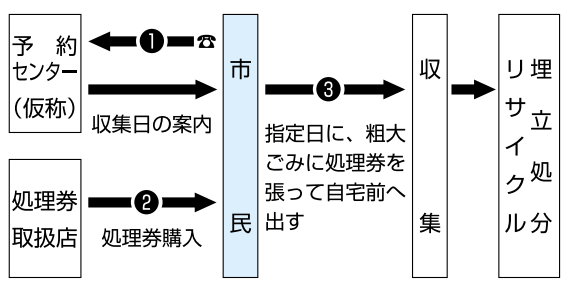 予約
センター
（仮称）
❶ ☎
収集日の案内
処理券
取扱店
❷
処理券購入
市民
❸
指定日に、粗大
ごみに処理券を
張って自宅前へ
出す
収集
埋立処分
リサイクル